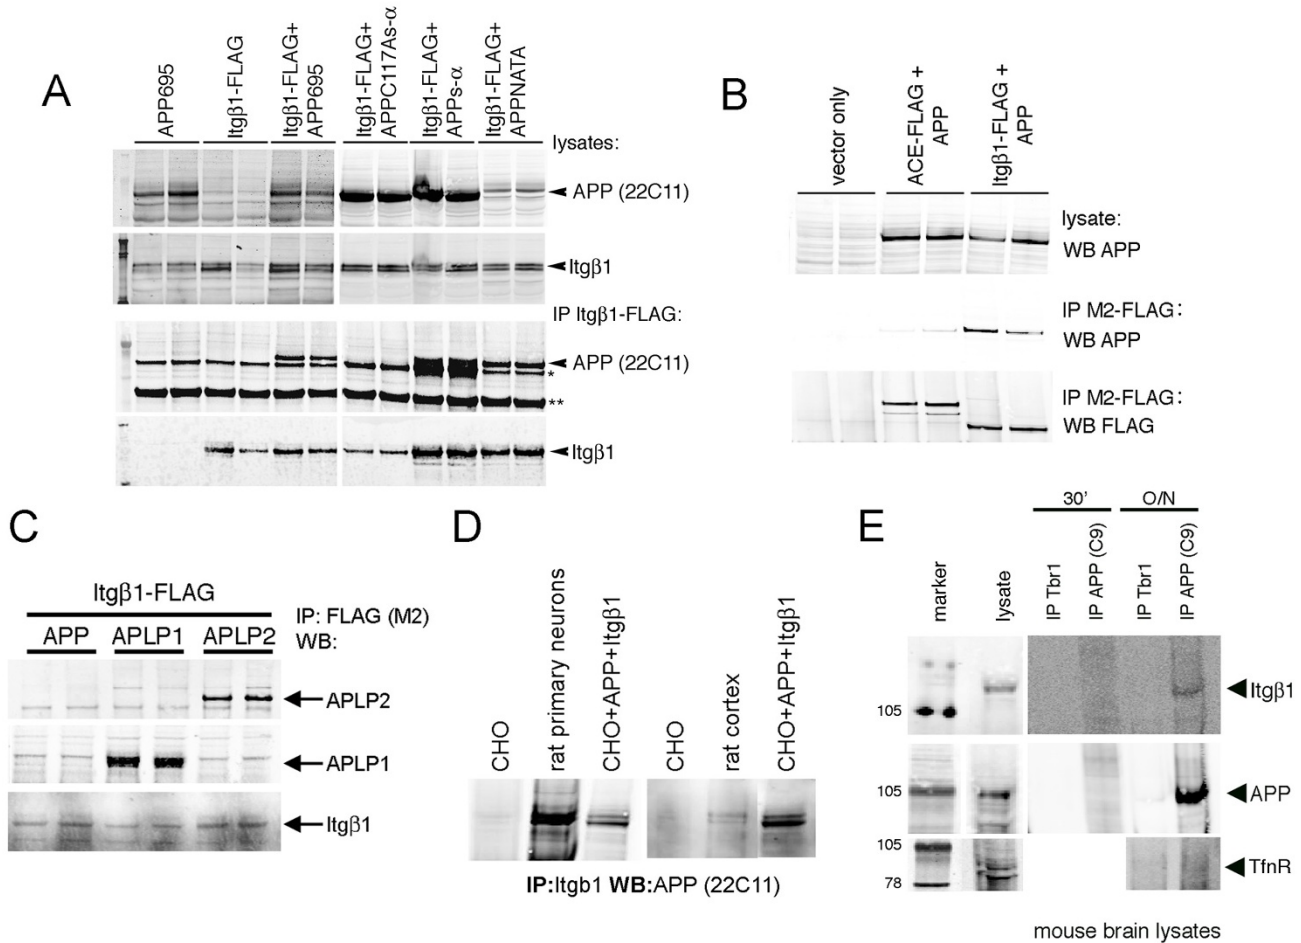 A
APP695
Itgβ1-FLAG
Itgβ1-FLAG+
APP695
Itgβ1-FLAG+
APPC117As-α
Itgβ1-FLAG+
APPs-α
Itgβ1-FLAG+
APPNATA
lysates:
APP (22C11)
Itgβ1
IP Itgβ1-FLAG:
APP (22C11)
*
**
Itgβ1
B
vector only
ACE-FLAG +
APP
Itgβ1-FLAG +
APP
lysate:
WB APP
IP M2-FLAG:
WB APP
IP M2-FLAG:
WB FLAG
C
Itgβ1-FLAG
IP: FLAG (M2)
WB:
APP APLP1 APLP2
APLP2
APLP1
Itgβ1
D
CHO
rat primary neurons
CHO+APP+Itgβ1
CHO
rat cortex
CHO+APP+Itgβ1
IP:Itgb1 WB:APP (22C11)
E
30' O/N
marker
lysate
IP Tbr1
IP APP (C9)
IP Tbr1
IP APP (C9)
105
Itgβ1
105
APP
105
TfnR
78
mouse brain lysates